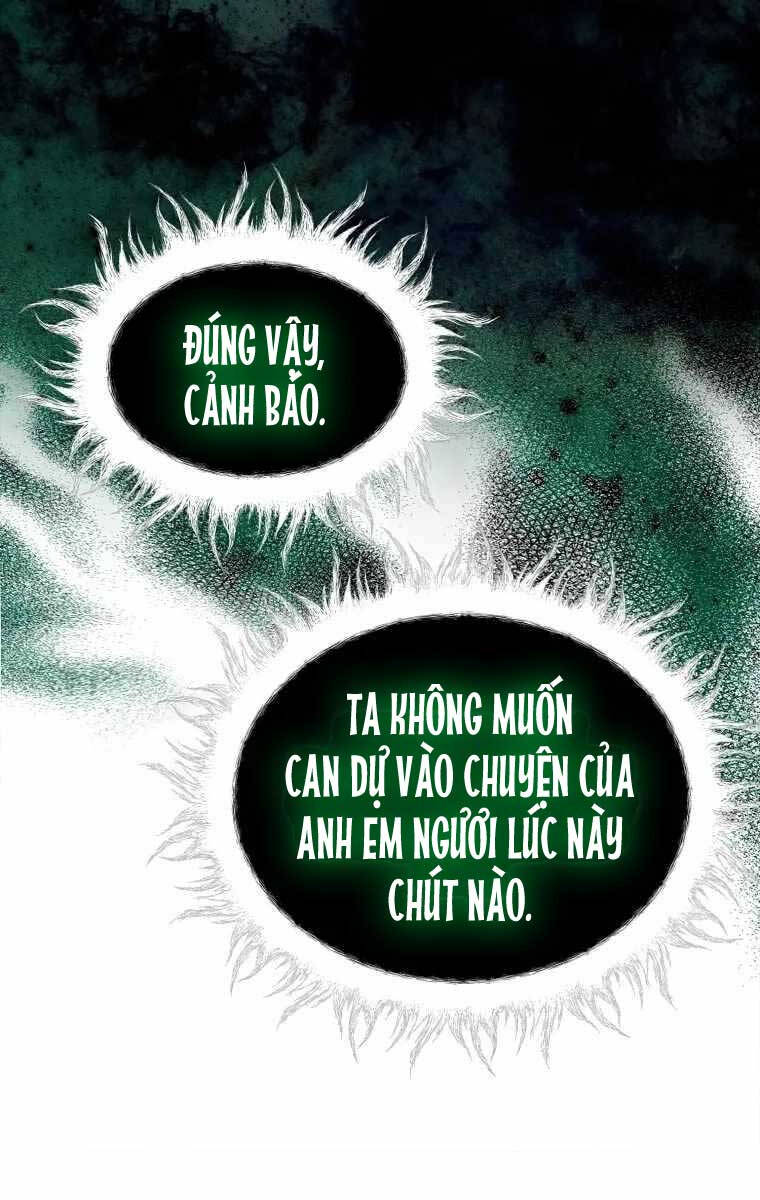 ĐÚNG VẬY,
CẢNH BÁO.
TA KHÔNG MUỐN
CAN DỰ VÀO CHUYỆN CỦA
ANH EM NGƯƠI LÚC NÀY
CHÚT NÀO.